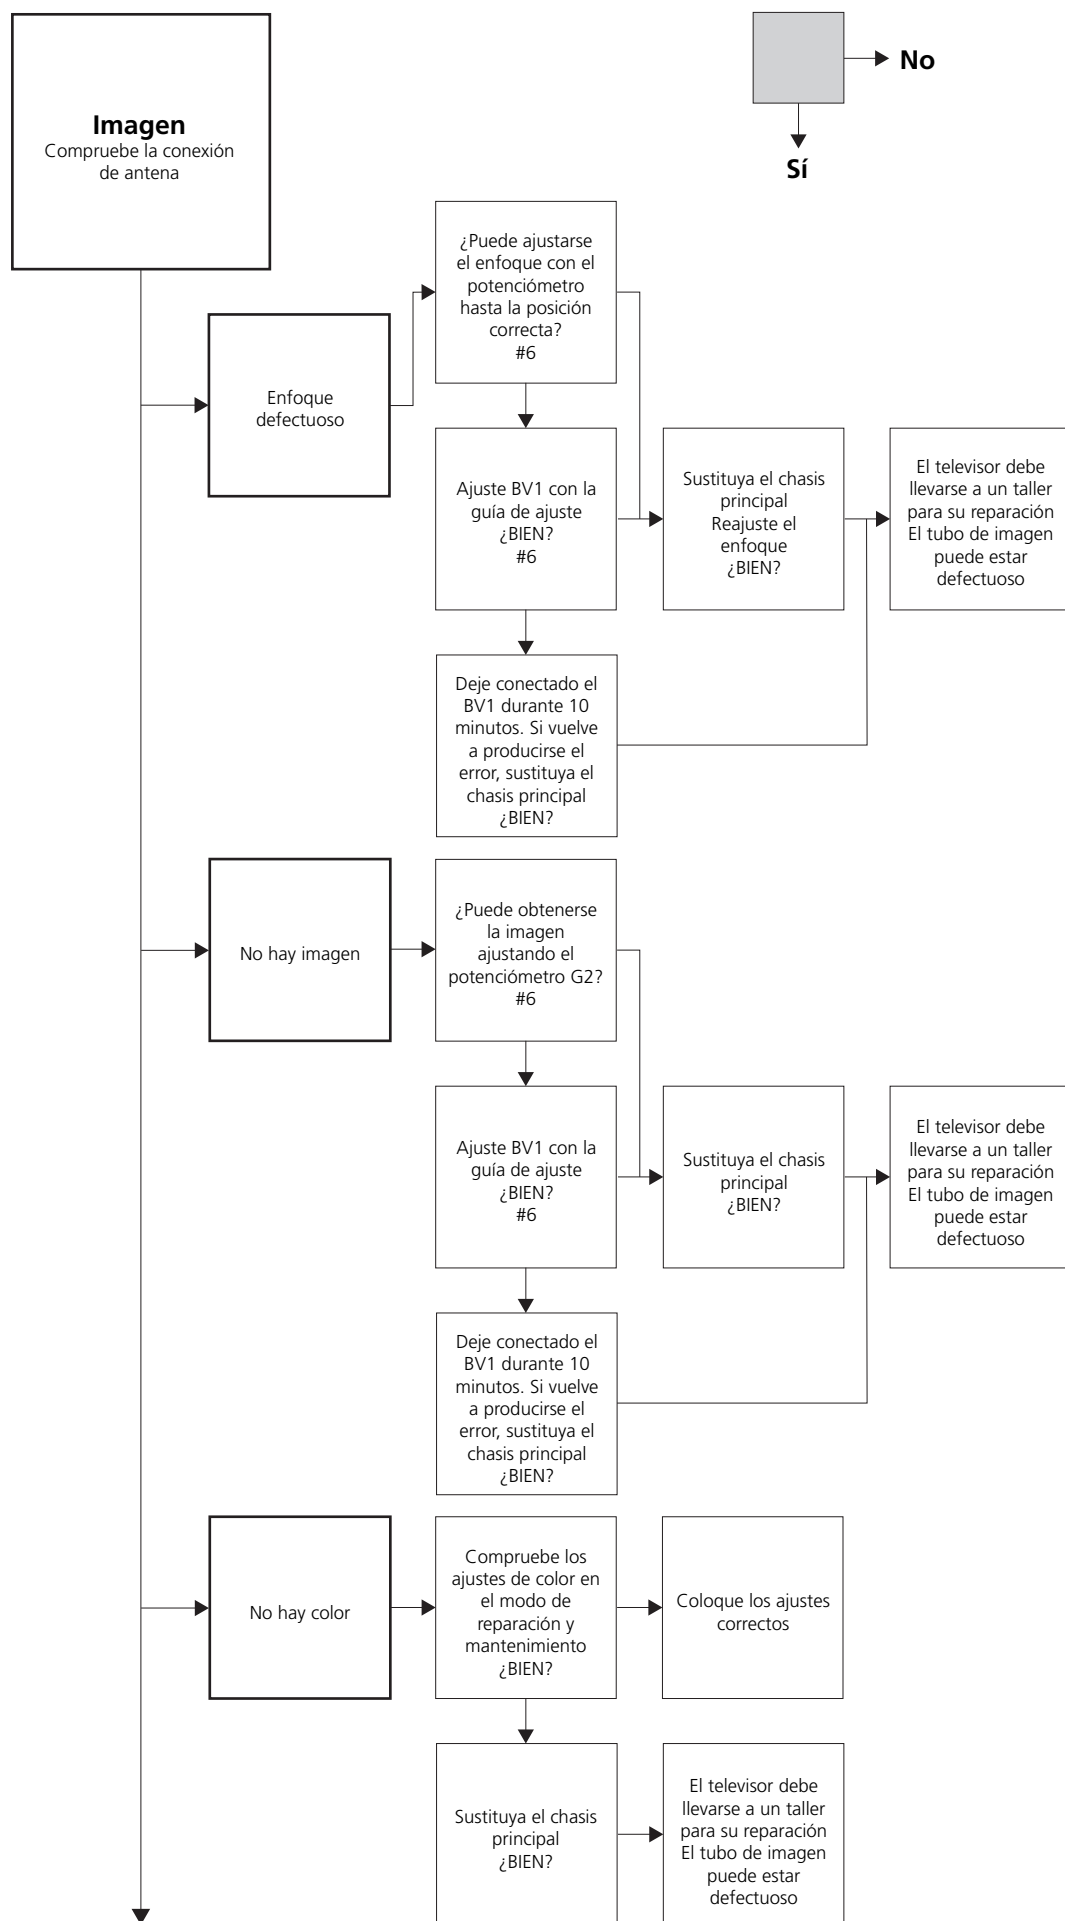 Imagen
Compruebe la conexión
de antena
No
Sí
¿Puede ajustarse
el enfoque con el
potenciómetro
hasta la posición
correcta?
#6
Enfoque
defectuoso
Ajuste BV1 con la
guía de ajuste
¿BIEN?
#6
Sustituya el chasis
principal
Reajuste el
enfoque
¿BIEN?
El televisor debe
llevarse a un taller
para su reparación
El tubo de imagen
puede estar
defectuoso
Deje conectado el
BV1 durante 10
minutos. Si vuelve
a producirse el
error, sustituya el
chasis principal
¿BIEN?
No hay imagen
¿Puede obtenerse
la imagen
ajustando el
potenciómetro G2?
#6
Ajuste BV1 con la
guía de ajuste
¿BIEN?
#6
Sustituya el chasis
principal
¿BIEN?
El televisor debe
llevarse a un taller
para su reparación
El tubo de imagen
puede estar
defectuoso
Deje conectado el
BV1 durante 10
minutos. Si vuelve
a producirse el
error, sustituya el
chasis principal
¿BIEN?
No hay color
Compruebe los
ajustes de color en
el modo de
reparación y
mantenimiento
¿BIEN?
Coloque los ajustes
correctos
Sustituya el chasis
principal
¿BIEN?
El televisor debe
llevarse a un taller
para su reparación
El tubo de imagen
puede estar
defectuoso